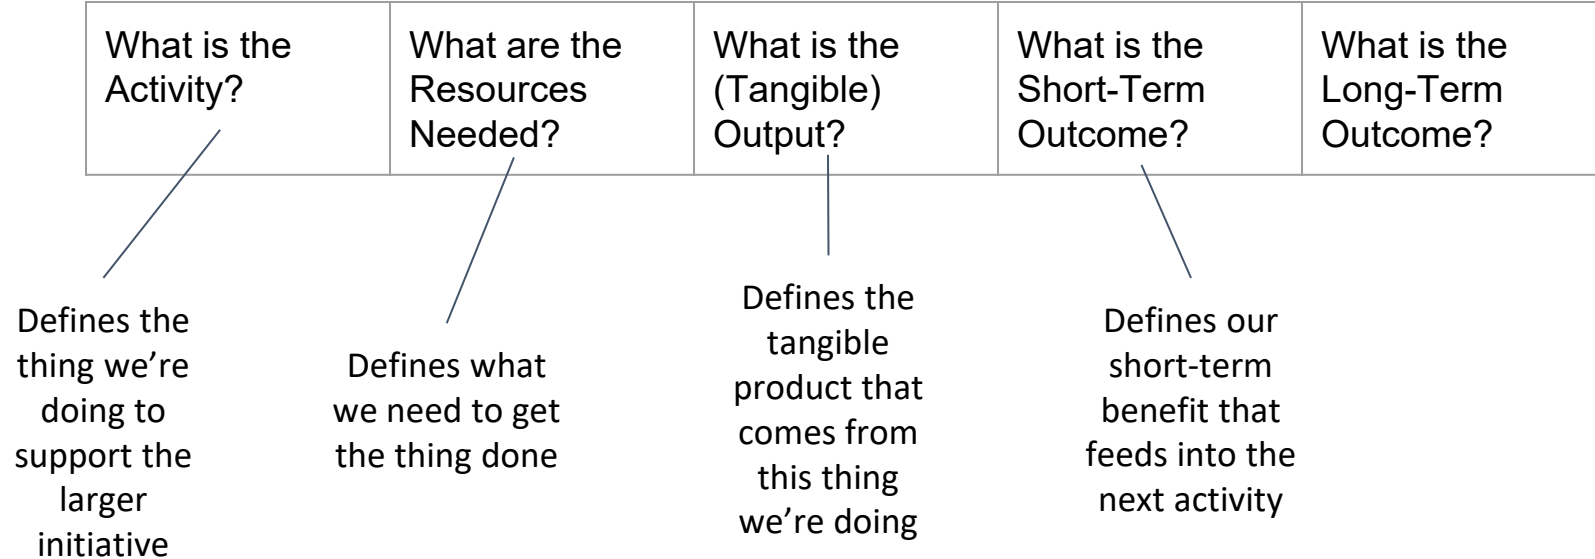 What is the
Activity?
What are the
Resources
Needed?
What is the
(Tangible)
Output?
What is the
Short-Term
Outcome?
What is the
Long-Term
Outcome?
Defines the
thing we’re
doing to
support the
larger
initiative
Defines what
we need to get
the thing done
Defines the
tangible
product that
comes from
this thing
we’re doing
Defines our
short-term
benefit that
feeds into the
next activity